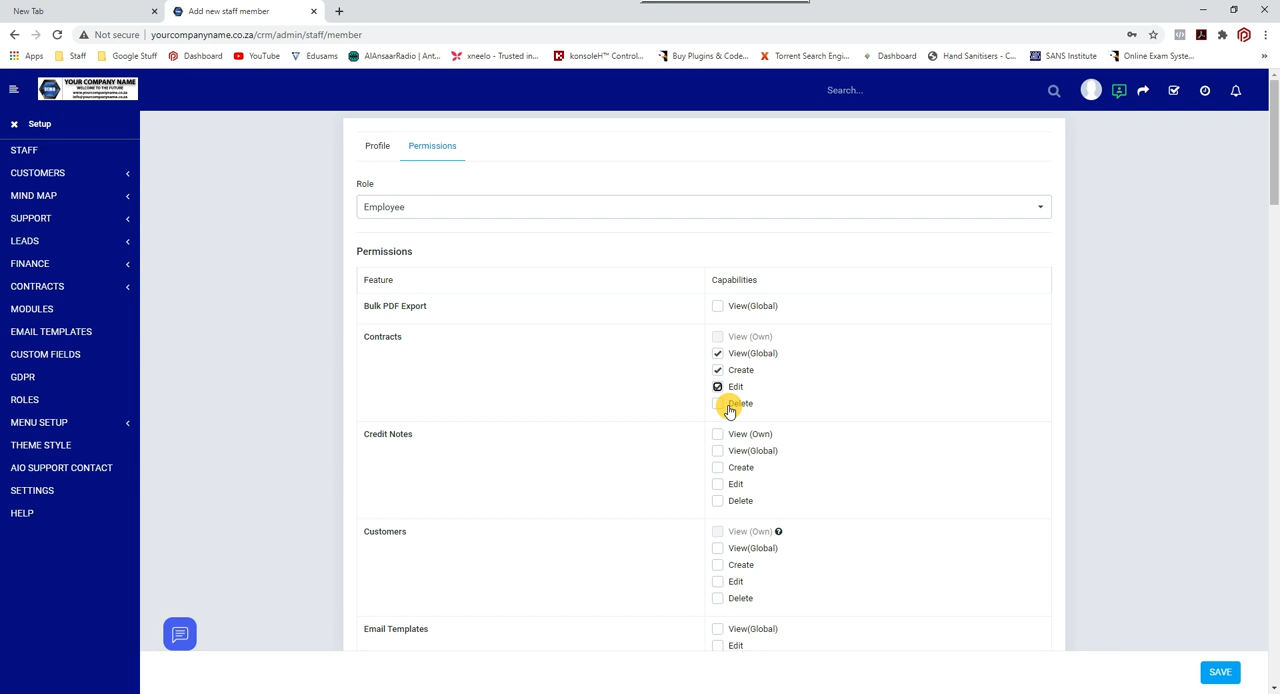 New Tab
Add new staff member
Not secure
yourcompanyname.co.za/crm/admin/staff/member
Apps
Staff
Google Stuff
Dashboard
YouTube
Edusams
AlAnsaarRadio | Ant...
xneelo - Trusted in...
konsoleH™ Control...
Buy Plugins & Code...
Torrent Search Engi...
Dashboard
Hand Sanitisers - C...
SANS Institute
Online Exam Syste...
YOUR COMPANY NAME
WELCOME TO THE FUTURE
Search...
Setup
STAFF
CUSTOMERS
MIND MAP
SUPPORT
LEADS
FINANCE
CONTRACTS
MODULES
EMAIL TEMPLATES
CUSTOM FIELDS
GDPR
ROLES
MENU SETUP
THEME STYLE
AIO SUPPORT CONTACT
SETTINGS
HELP
Profile
Permissions
Role
Employee
Permissions
Feature
Capabilities
Bulk PDF Export
View(Global)
Contracts
View (Own)
View(Global)
Create
Edit
Delete
Credit Notes
View (Own)
View(Global)
Create
Edit
Delete
Customers
View (Own)
View(Global)
Create
Edit
Delete
Email Templates
View(Global)
Edit
SAVE